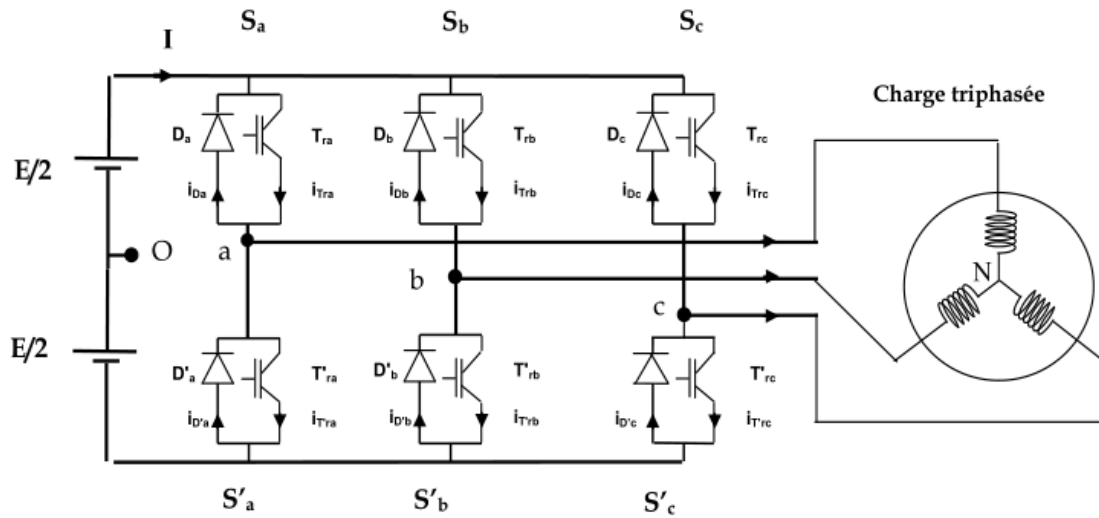 Sa Sb Sc
I
Charge triphasée
Da Tra Db Trb Dc Trc
E/2
iDa iTra iDb iTrb iDc iTrc
O
a
b
N
c
E/2
D'a T'ra D'b T'rb T'rc
iD'a iT'ra iD'b iT'rb iD'c iT'rc
S'a S'b S'c